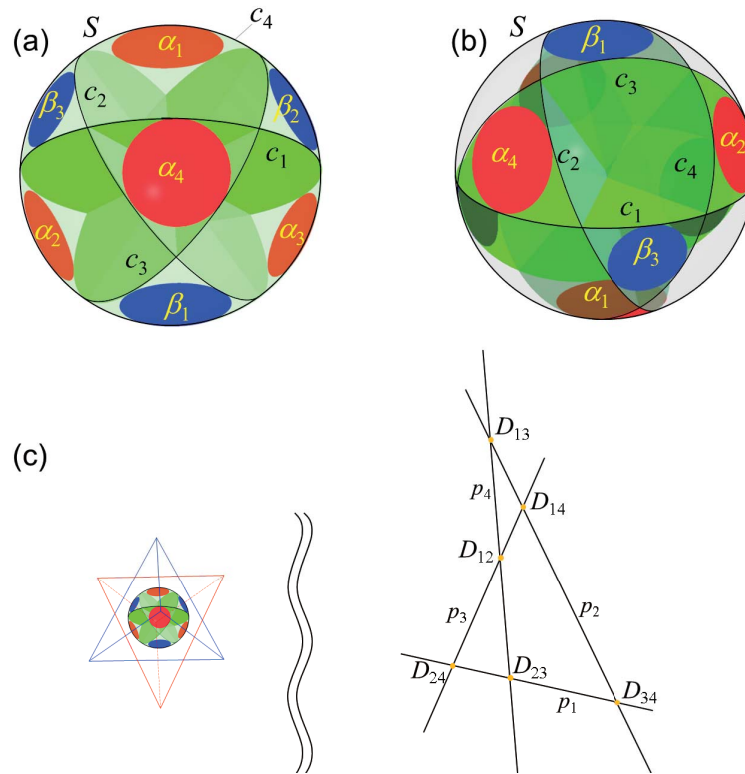 (a) S c₄ (b) S
α₁ β₁
β₃ c₂ β₂ c₃
α₄ c₁ α₄ c₂ c₄ α₂
α₂ c₃ α₃ c₁ β₃
β₁ α₁
(c)
D₁₃
p₄
D₁₄
D₁₂
p₃ p₂
D₂₄ D₂₃ D₃₄
p₁